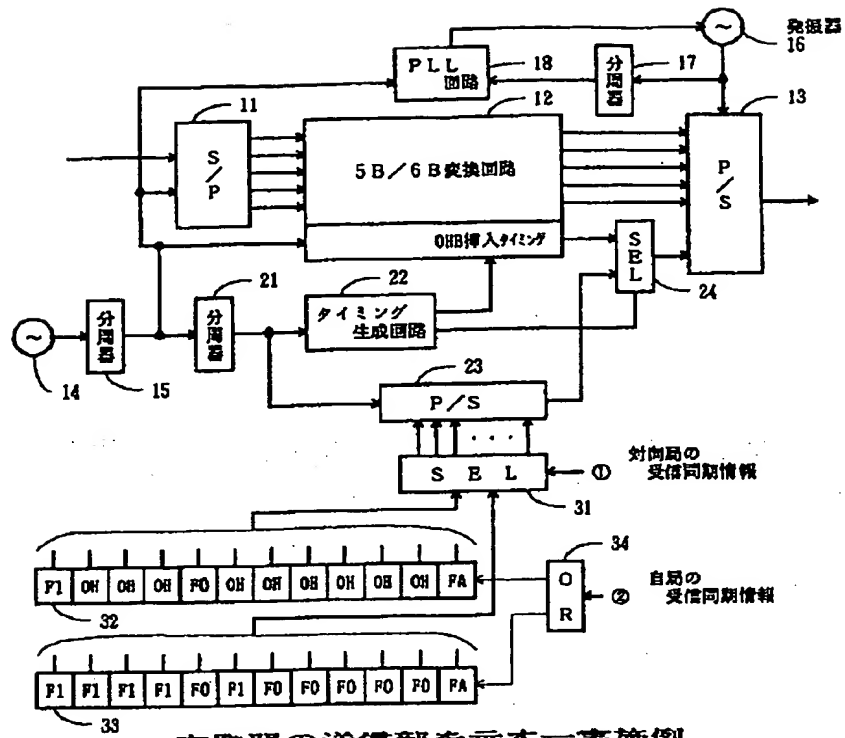 発振器
16
PLL
回路
18
分周器
17
11
12
13
S/P
5B/6B変換回路
P/S
OHB挿入タイミング
SEL
24
21
22
分周器
分周器
タイミング
生成回路
14
15
23
P/S
SEL
31
①
対向局の
受信同期情報
34
F1 OH OH OH F0 OH OH OH OH OH OH FA
32
OR
②
自局の
受信同期情報
F1 F1 F1 F1 F0 F1 F0 F0 F0 F0 F0 FA
33